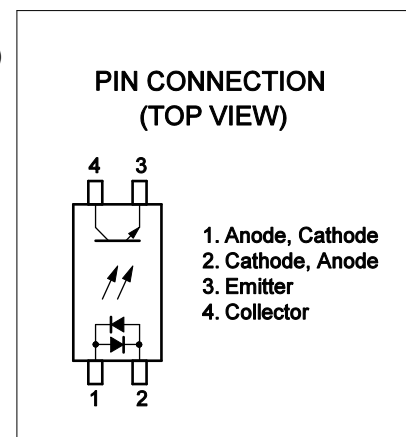 PIN CONNECTION
(TOP VIEW)
4 3
1. Anode, Cathode
2. Cathode, Anode
3. Emitter
4. Collector
1 2